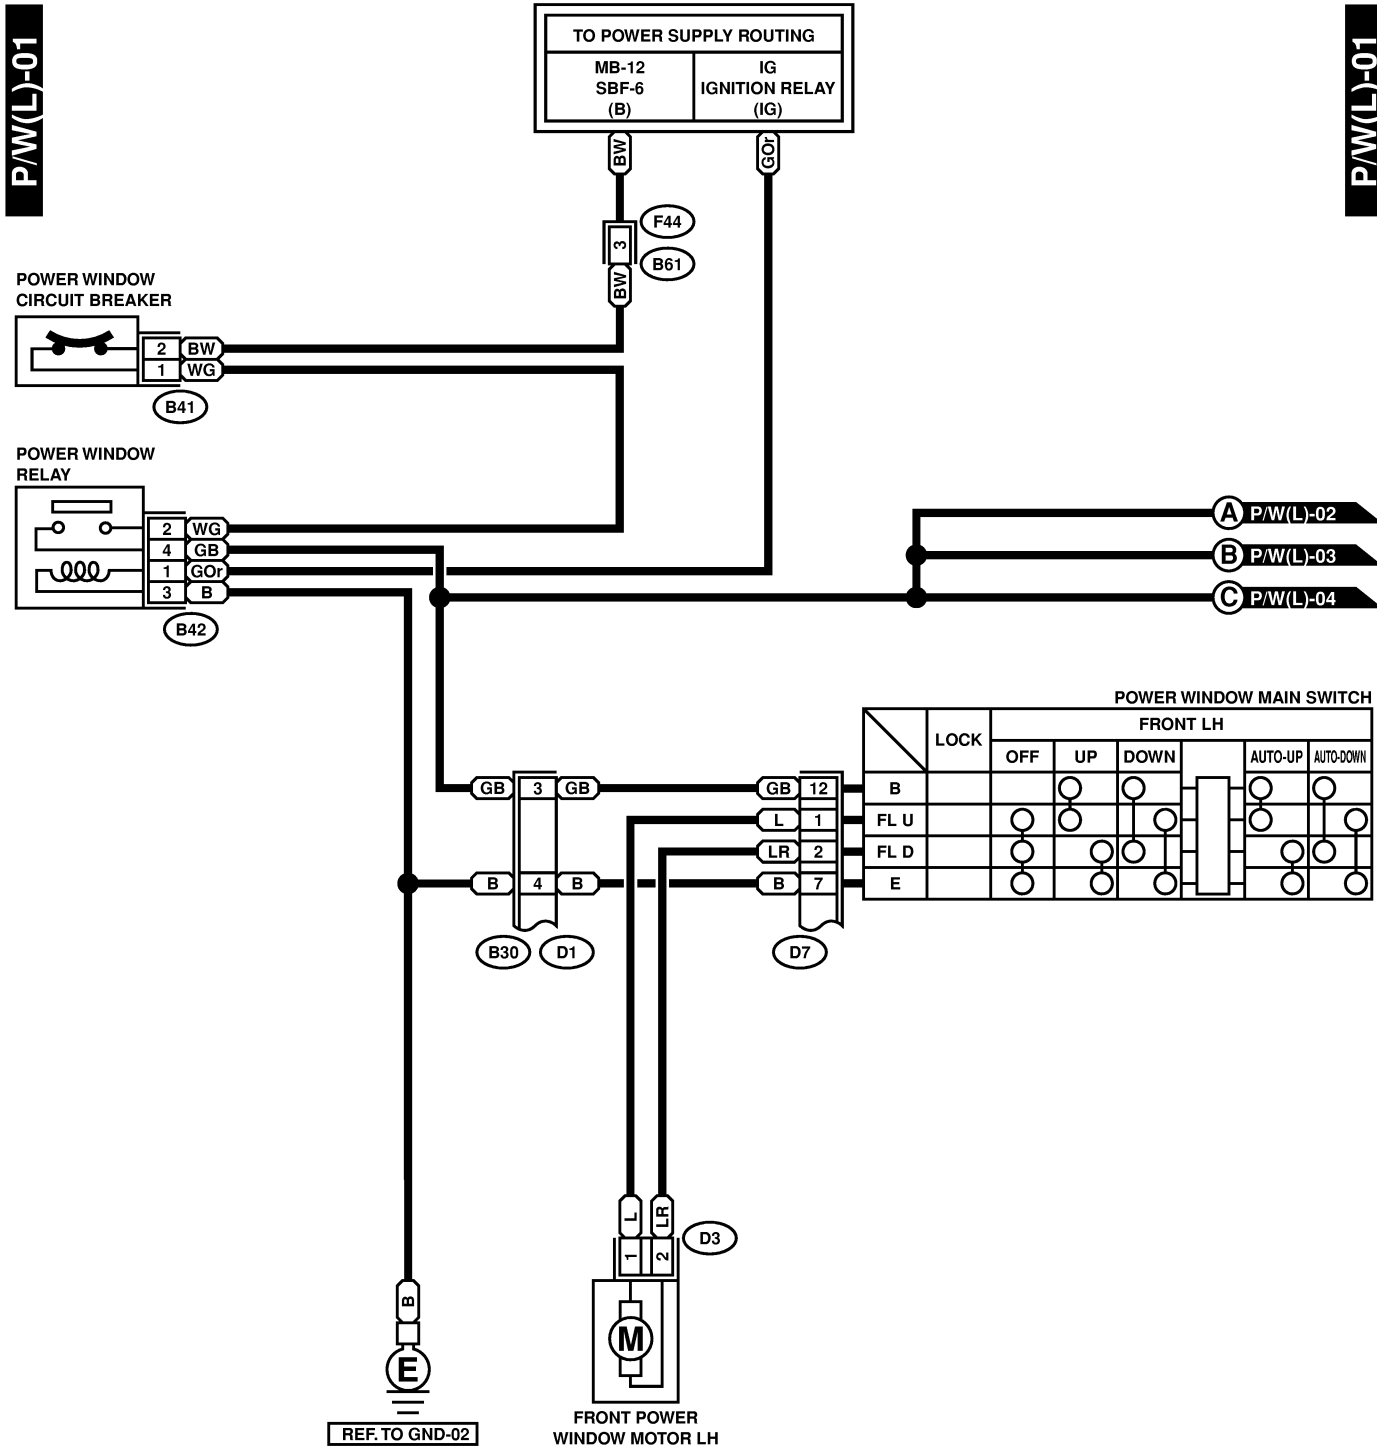 P/W(L)-01
P/W(L)-01
TO POWER SUPPLY ROUTING
MB-12
SBF-6
(B)
IG
IGNITION RELAY
(IG)
BW
GOr
3
F44
B61
BW
POWER WINDOW
CIRCUIT BREAKER
2 BW
1 WG
B41
POWER WINDOW
RELAY
2 WG
4 GB
1 GOr
3 B
B42
A P/W(L)-02
B P/W(L)-03
C P/W(L)-04
POWER WINDOW MAIN SWITCH
LOCK
FRONT LH
OFF UP DOWN AUTO-UP AUTO-DOWN
GB 3 GB GB 12 B
L 1 FL U
LR 2 FL D
B 4 B B 7 E
B30 D1 D7
L LR
1 2
D3
M
FRONT POWER
WINDOW MOTOR LH
B
E
REF. TO GND-02